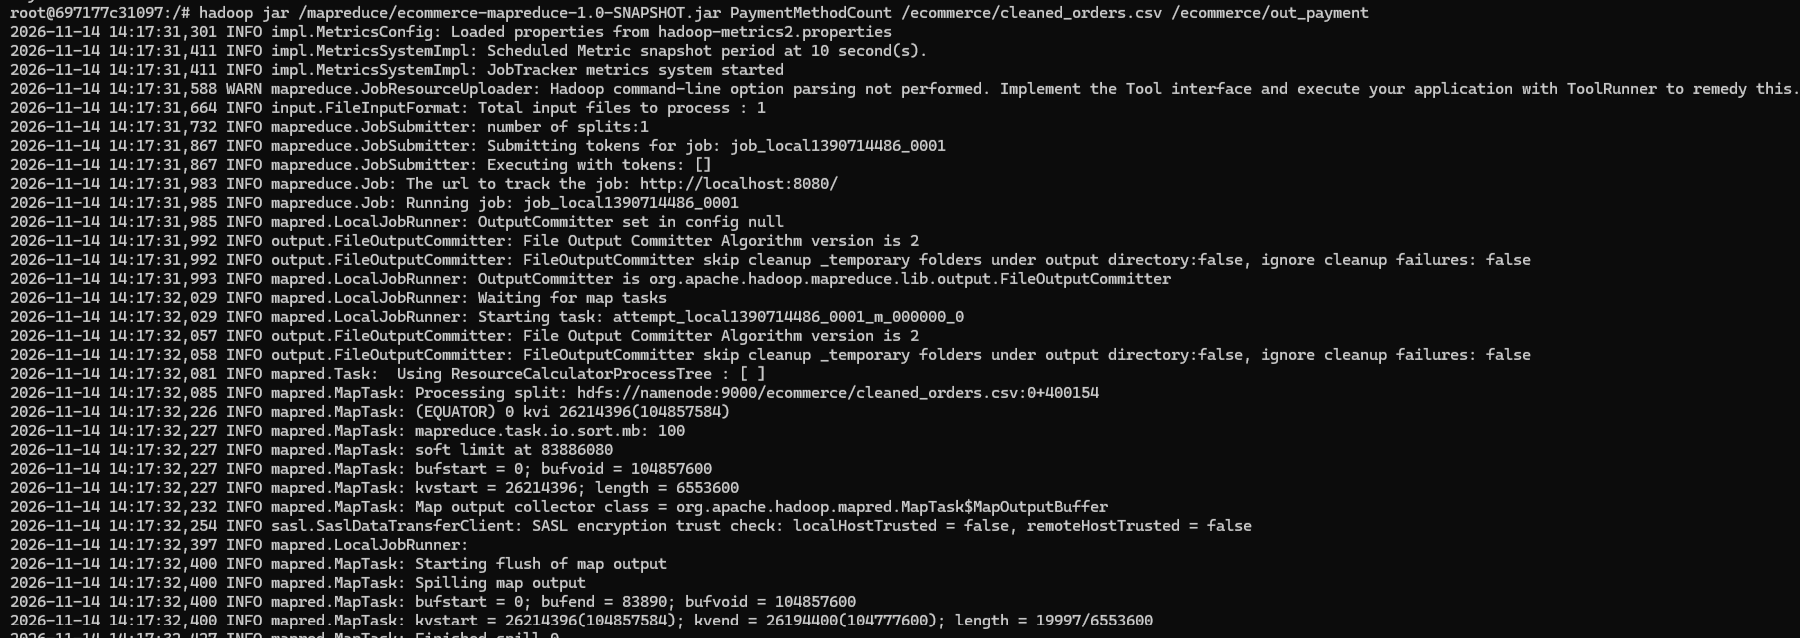 root@697177c31097:/# hadoop jar /mapreduce/ecommerce-mapreduce-1.0-SNAPSHOT.jar PaymentMethodCount /ecommerce/cleaned_orders.csv /ecommerce/out_payment
2026-11-14 14:17:31,301 INFO impl.MetricsConfig: Loaded properties from hadoop-metrics2.properties
2026-11-14 14:17:31,411 INFO impl.MetricsSystemImpl: Scheduled Metric snapshot period at 10 second(s).
2026-11-14 14:17:31,411 INFO impl.MetricsSystemImpl: JobTracker metrics system started
2026-11-14 14:17:31,588 WARN mapreduce.JobResourceUploader: Hadoop command-line option parsing not performed. Implement the Tool interface and execute your application with ToolRunner to remedy this.
2026-11-14 14:17:31,664 INFO input.FileInputFormat: Total input files to process : 1
2026-11-14 14:17:31,732 INFO mapreduce.JobSubmitter: number of splits:1
2026-11-14 14:17:31,867 INFO mapreduce.JobSubmitter: Submitting tokens for job: job_local1390714486_0001
2026-11-14 14:17:31,867 INFO mapreduce.JobSubmitter: Executing with tokens: []
2026-11-14 14:17:31,983 INFO mapreduce.Job: The url to track the job: http://localhost:8080/
2026-11-14 14:17:31,985 INFO mapreduce.Job: Running job: job_local1390714486_0001
2026-11-14 14:17:31,985 INFO mapred.LocalJobRunner: OutputCommitter set in config null
2026-11-14 14:17:31,992 INFO output.FileOutputCommitter: File Output Committer Algorithm version is 2
2026-11-14 14:17:31,992 INFO output.FileOutputCommitter: FileOutputCommitter skip cleanup _temporary folders under output directory:false, ignore cleanup failures: false
2026-11-14 14:17:31,993 INFO mapred.LocalJobRunner: OutputCommitter is org.apache.hadoop.mapreduce.lib.output.FileOutputCommitter
2026-11-14 14:17:32,029 INFO mapred.LocalJobRunner: Waiting for map tasks
2026-11-14 14:17:32,029 INFO mapred.LocalJobRunner: Starting task: attempt_local1390714486_0001_m_000000_0
2026-11-14 14:17:32,057 INFO output.FileOutputCommitter: File Output Committer Algorithm version is 2
2026-11-14 14:17:32,058 INFO output.FileOutputCommitter: FileOutputCommitter skip cleanup _temporary folders under output directory:false, ignore cleanup failures: false
2026-11-14 14:17:32,081 INFO mapred.Task:  Using ResourceCalculatorProcessTree : [ ]
2026-11-14 14:17:32,085 INFO mapred.MapTask: Processing split: hdfs://namenode:9000/ecommerce/cleaned_orders.csv:0+400154
2026-11-14 14:17:32,226 INFO mapred.MapTask: (EQUATOR) 0 kvi 26214396(104857584)
2026-11-14 14:17:32,227 INFO mapred.MapTask: mapreduce.task.io.sort.mb: 100
2026-11-14 14:17:32,227 INFO mapred.MapTask: soft limit at 83886080
2026-11-14 14:17:32,227 INFO mapred.MapTask: bufstart = 0; bufvoid = 104857600
2026-11-14 14:17:32,227 INFO mapred.MapTask: kvstart = 26214396; length = 6553600
2026-11-14 14:17:32,232 INFO mapred.MapTask: Map output collector class = org.apache.hadoop.mapred.MapTask$MapOutputBuffer
2026-11-14 14:17:32,254 INFO sasl.SaslDataTransferClient: SASL encryption trust check: localHostTrusted = false, remoteHostTrusted = false
2026-11-14 14:17:32,397 INFO mapred.LocalJobRunner:
2026-11-14 14:17:32,400 INFO mapred.MapTask: Starting flush of map output
2026-11-14 14:17:32,400 INFO mapred.MapTask: Spilling map output
2026-11-14 14:17:32,400 INFO mapred.MapTask: bufstart = 0; bufend = 83890; bufvoid = 104857600
2026-11-14 14:17:32,400 INFO mapred.MapTask: kvstart = 26214396(104857584); kvend = 26194400(104777600); length = 19997/6553600
2026-11-14 14:17:32,427 INFO mapred.MapTask: Finished spill 0